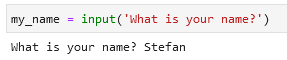 my_name = input('What is your name?')
What is your name? Stefan